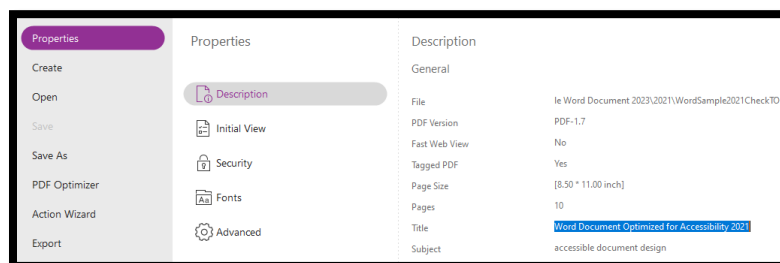 Properties
Create
Open
Save
Save As
PDF Optimizer
Action Wizard
Export
Properties
Description
Initial View
Security
Fonts
Advanced
Description
General
File le Word Document 2023\2021\WordSample2021CheckTO
PDF Version PDF-1.7
Fast Web View No
Tagged PDF Yes
Page Size [8.50 * 11.00 inch]
Pages 10
Title Word Document Optimized for Accessibility 2021
Subject accessible document design